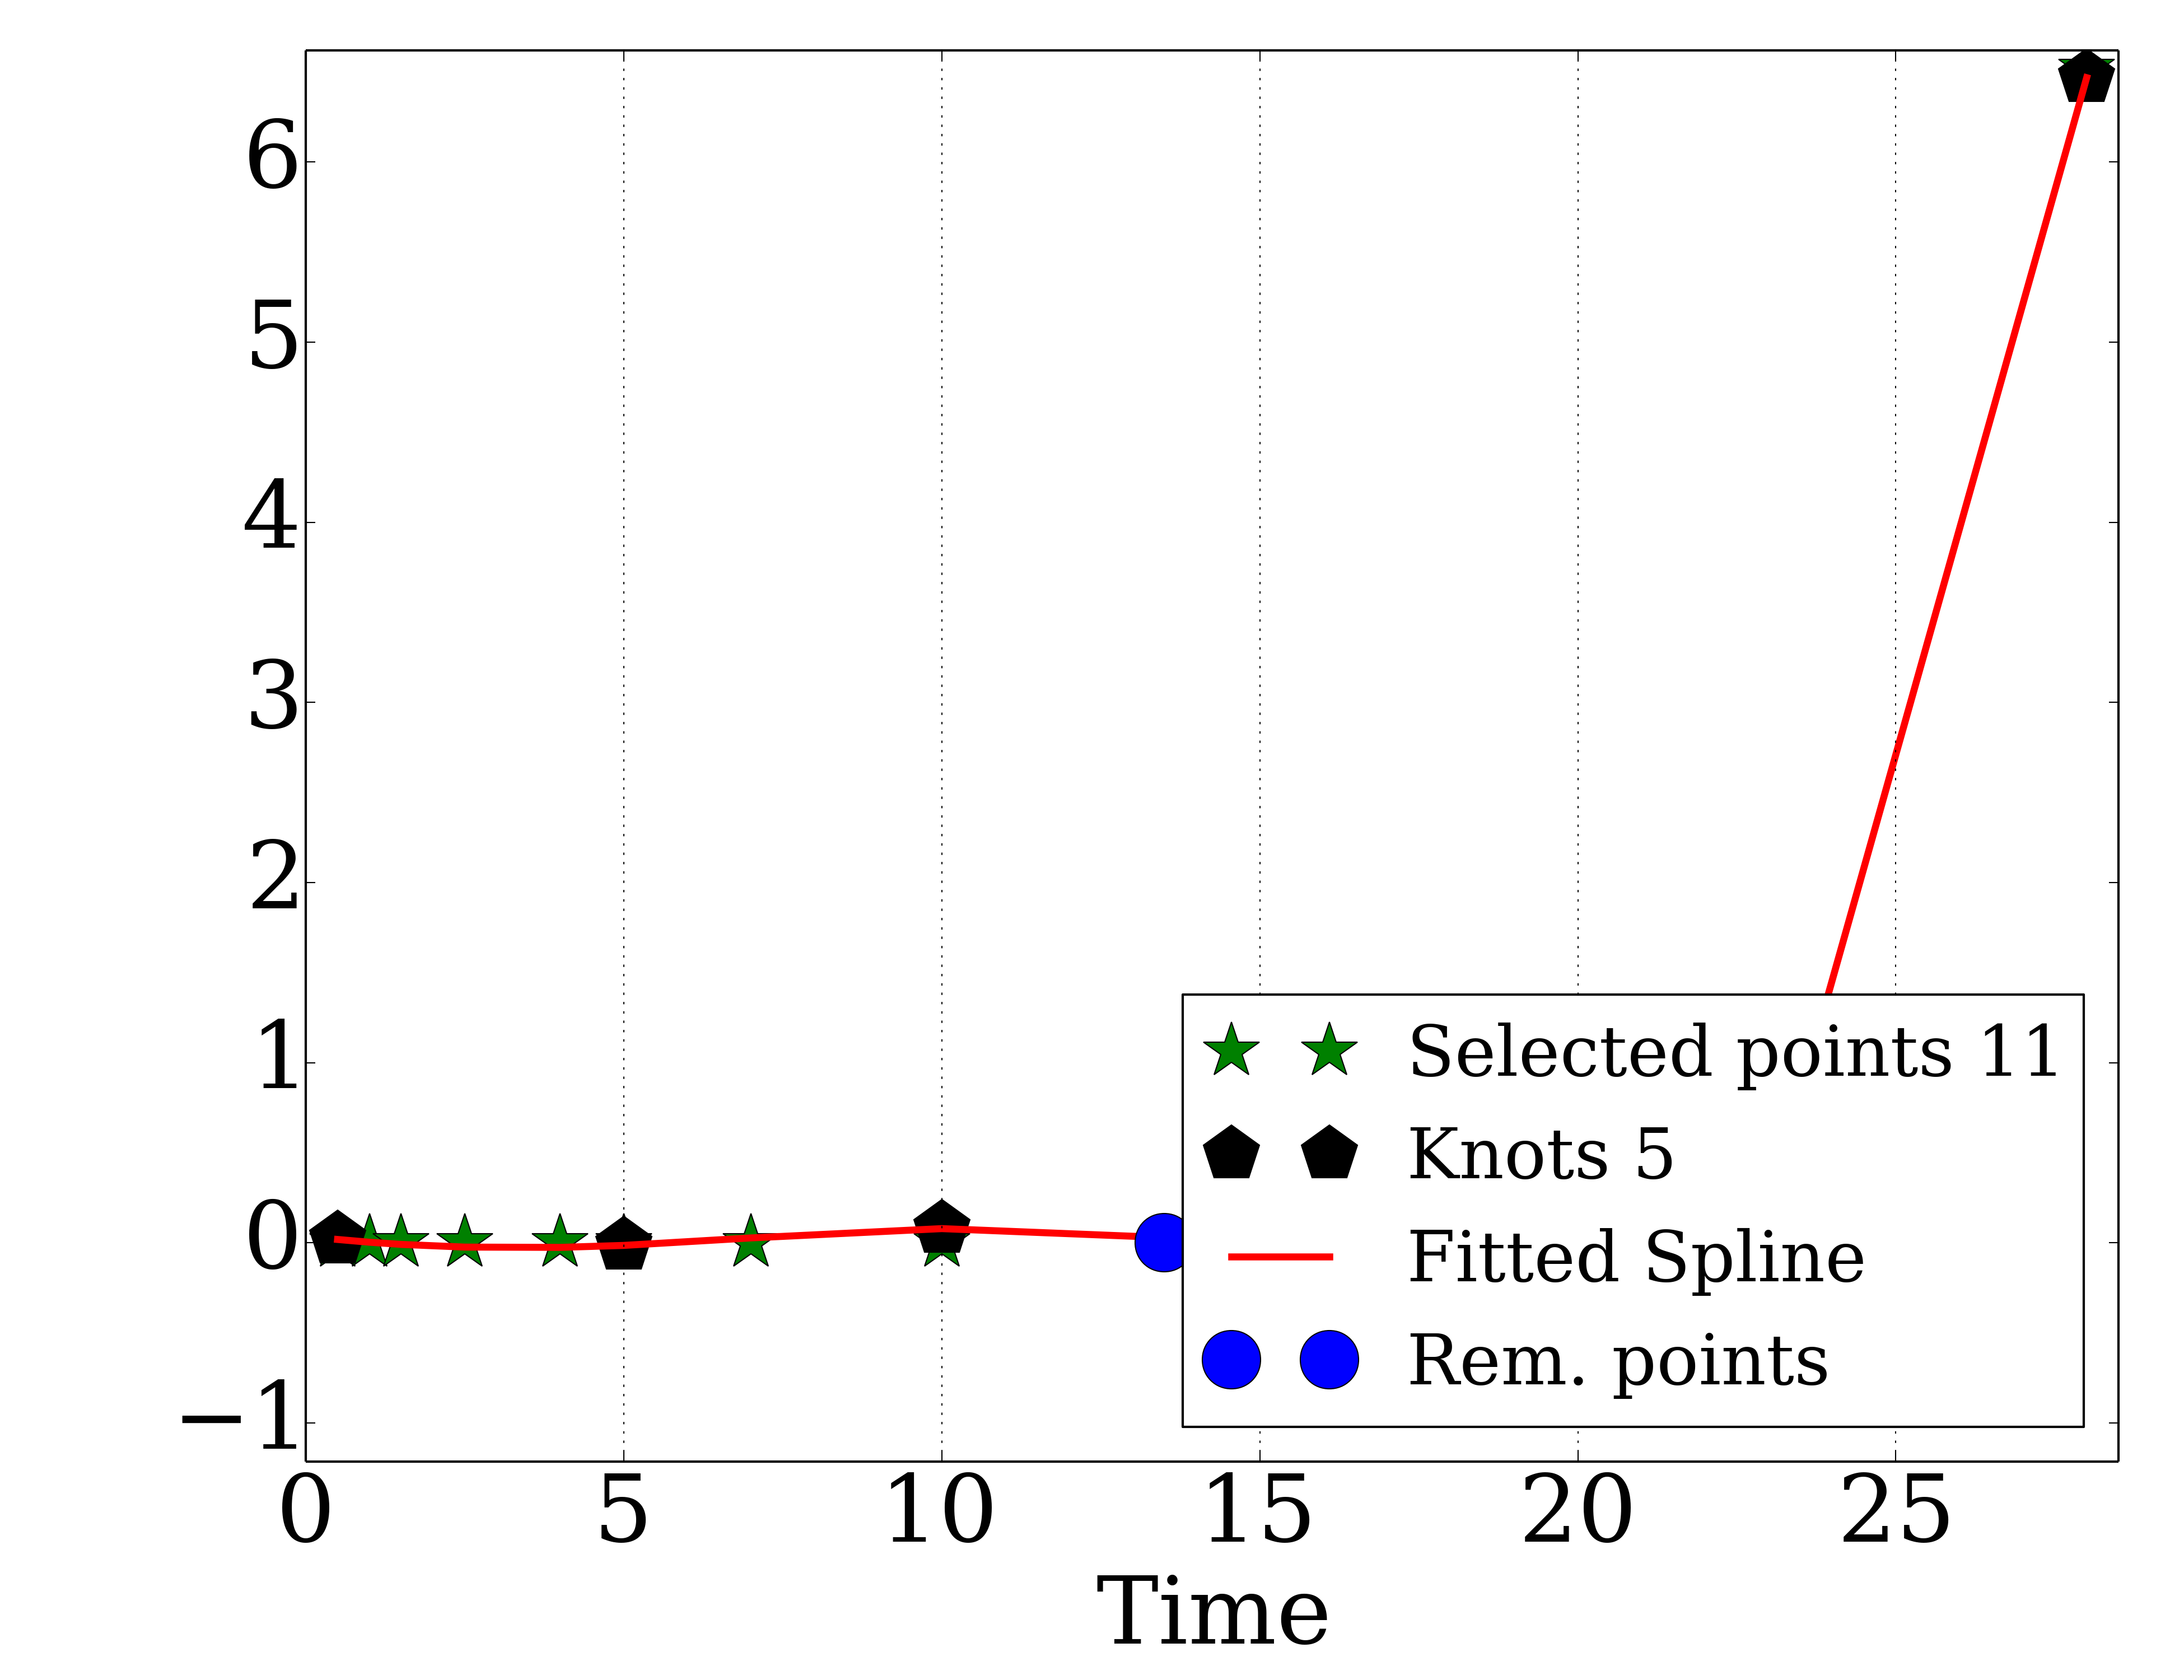 6
5
4
3
2
1
0
−1
Selected points 11
Knots 5
Fitted Spline
Rem. points
0 5 10 15 20 25
Time